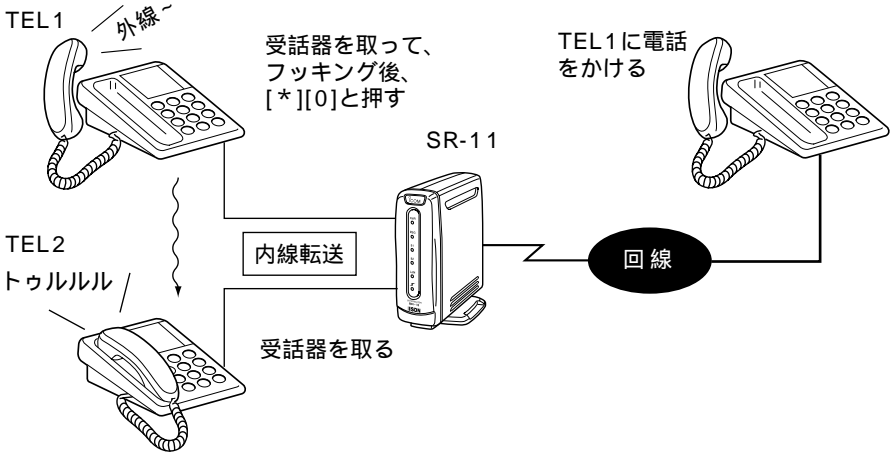 TEL1
外線~
受話器を取って、
フッキング後、
[*][0]と押す
TEL1に電話
をかける
SR-11
TEL2
トゥルルル
内線転送
回線
受話器を取る
ICOM
ISDN